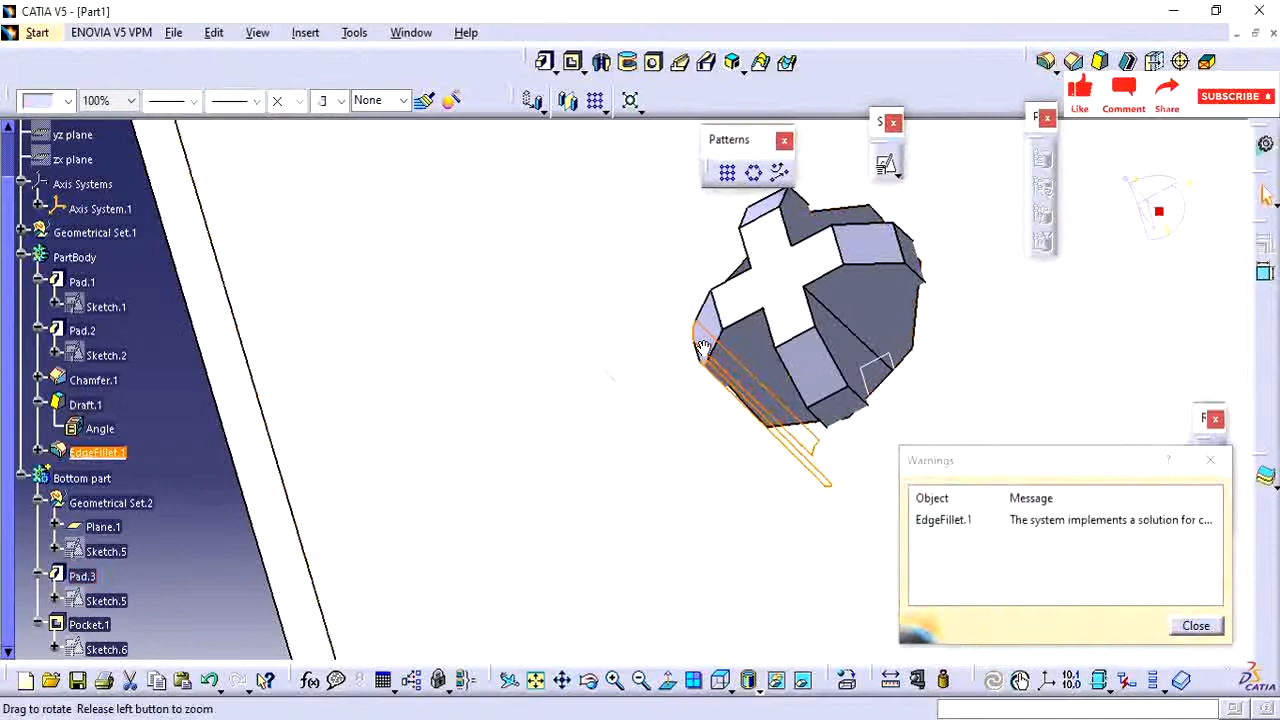 CATIA V5 - [Part1]
Start ENOVIA V5 VPM File Edit View Insert Tools Window Help
100% None
Like Comment Share SUBSCRIBE
Patterns
S
F
yz plane
zx plane
Axis Systems
Axis System.1
Geometrical Set.1
PartBody
Pad.1
Sketch.1
Pad.2
Sketch.2
Chamfer.1
Draft.1
Angle
EdgeFillet.1
Bottom part
Geometrical Set.2
Plane.1
Sketch.5
Pad.3
Sketch.5
Pocket.1
Sketch.6
F
Warnings ?
Object Message
EdgeFillet.1 The system implements a solution for c...
Close
f(x)
10.1
10.0
CATIA
Drag to rotate Release left button to zoom